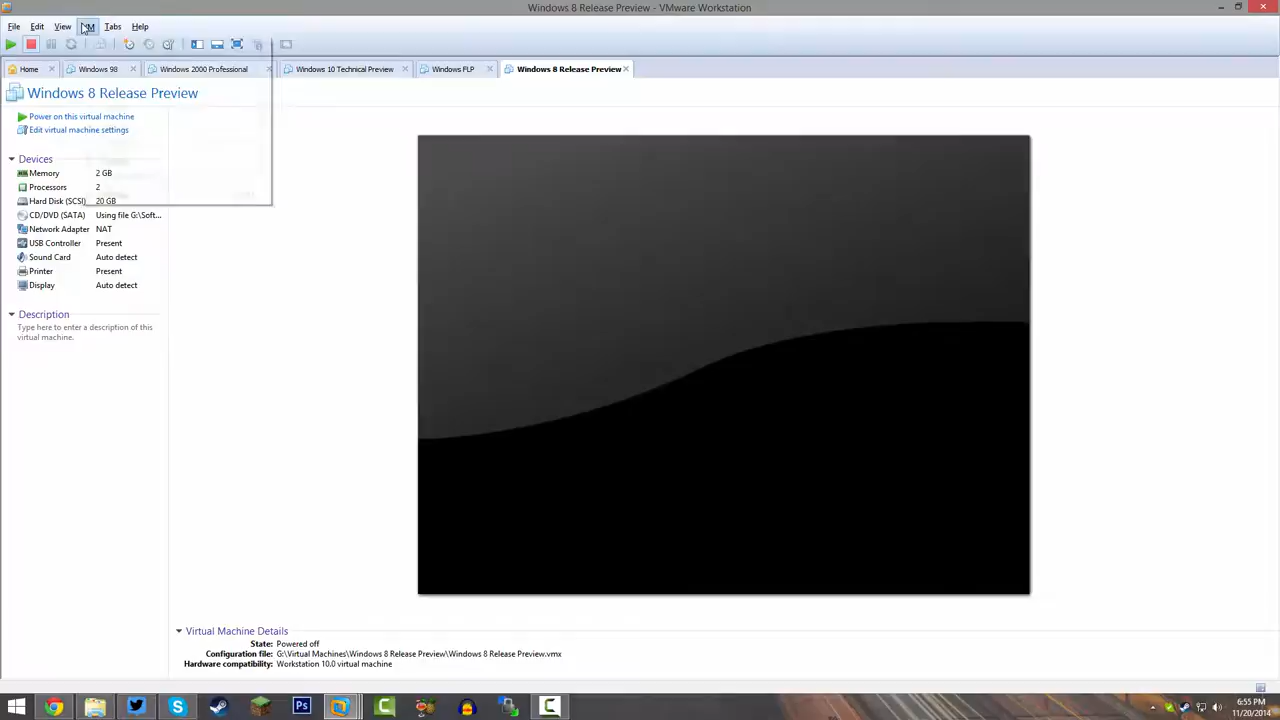 Windows 8 Release Preview - VMware Workstation
File Edit View VM Tabs Help
Home Windows 98 Windows 2000 Professional Windows 10 Technical Preview Windows FLP Windows 8 Release Preview
Windows 8 Release Preview
Power on this virtual machine
Edit virtual machine settings
Devices
Memory 2 GB
Processors 2
Hard Disk (SCSI) 20 GB
CD/DVD (SATA) Using file G:\Soft...
Network Adapter NAT
USB Controller Present
Sound Card Auto detect
Printer Present
Display Auto detect
Description
Type here to enter a description of this
virtual machine.
Virtual Machine Details
State: Powered off
Configuration file: G:\Virtual Machines\Windows 8 Release Preview\Windows 8 Release Preview.vmx
Hardware compatibility: Workstation 10.0 virtual machine
6:55 PM
11/20/2014